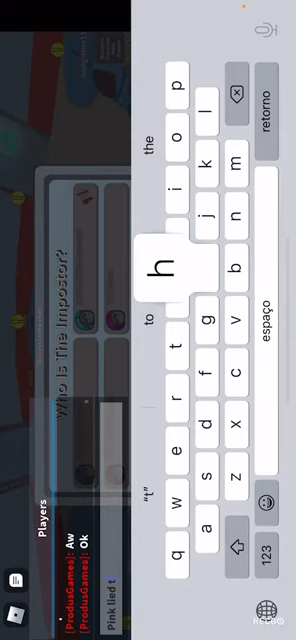 Who Is The Impostor?
Players
[ProdusGames]: Aw
[ProdusGames]: Ok
Pink lied t
"t"
to
the
q w e r t i o p
h
a s d f g j k l
z x c v b n m
123
espaço
retorno